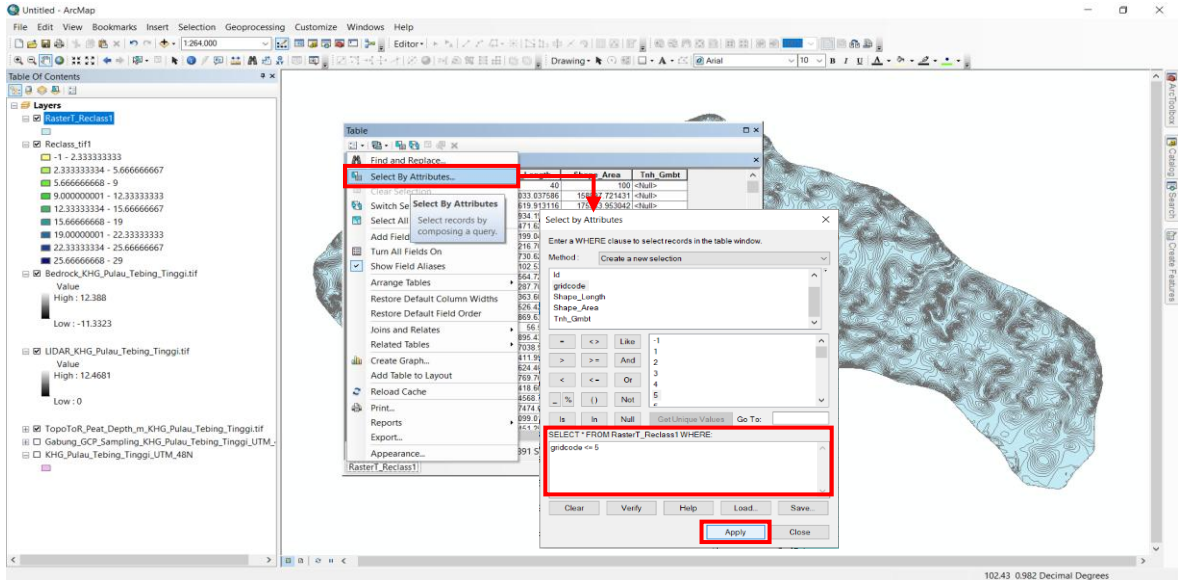 Untitled - ArcMap
File Edit View Bookmarks Insert Selection Geoprocessing Customize Windows Help
1:264,000
Editor
Drawing
Arial
10
B I U A
Table Of Contents
Layers
RasterT_Reclass1
Reclass_tif1
-1 - 2.333333333
2.333333334 - 5.666666667
5.666666668 - 9
9.000000001 - 12.33333333
12.33333334 - 15.66666667
15.66666668 - 19
19.00000001 - 22.33333333
22.33333334 - 25.66666667
25.66666668 - 29
Bedrock_KHG_Pulau_Tebing_Tinggi.tif
Value
High : 12.388
Low : -11.3323
LIDAR_KHG_Pulau_Tebing_Tinggi.tif
Value
High : 12.4681
Low : 0
TopoToR_Peat_Depth_m_KHG_Pulau_Tebing_Tinggi.tif
Gabung_GCP_Sampling_KHG_Pulau_Tebing_Tinggi_UTM_
KHG_Pulau_Tebing_Tinggi_UTM_48N
Table
Find and Replace...
Select By Attributes...
Clear Selection
Switch Se
Select All
Add Field
Turn All Fields On
Show Field Aliases
Arrange Tables
Restore Default Column Widths
Restore Default Field Order
Joins and Relates
Related Tables
Create Graph...
Add Table to Layout
Reload Cache
Print...
Reports
Export...
Appearance...
Select By Attributes
Select records by
composing a query.
Shape_Area Tnh_Gmbt
40 100 <Null>
<Null>
<Null>
RasterT_Reclass1
Select by Attributes
Enter a WHERE clause to select records in the table window.
Method : Create a new selection
Id
gridcode
Shape_Length
Shape_Area
Tnh_Gmbt
= < > Like
> > = And
< < = Or
_ % ( ) Not
Is In Null Get Unique Values Go To:
-1
1
2
3
4
5
SELECT * FROM RasterT_Reclass1 WHERE:
gridcode <= 5
Clear Verify Help Load... Save...
Apply Close
ArcToolbox
Catalog
Search
Create Features
102.43 0.982 Decimal Degrees